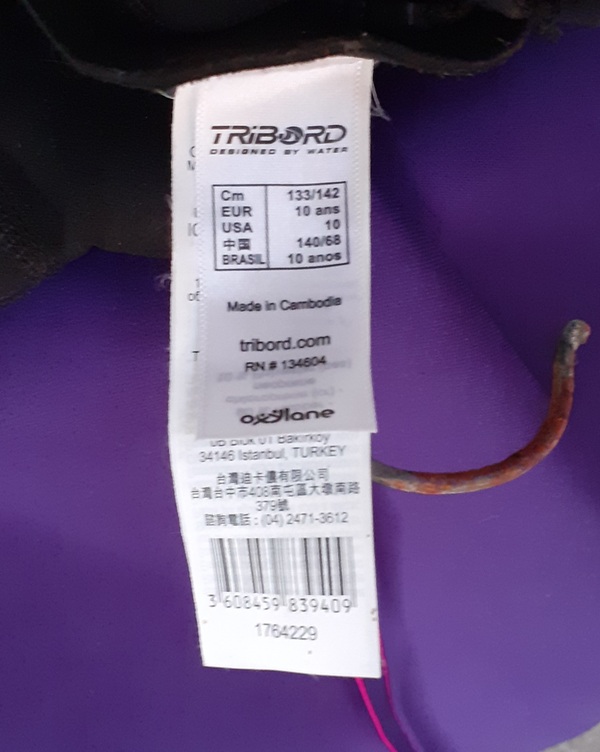 TRIBORD
DESIGNED BY WATER
Cm 133/142
EUR 10 ans
USA 10
中国 140/68
BRASIL 10 anos
Made in Cambodia
tribord.com
RN # 134604
oxylane
34146 Istanbul, TURKEY
台灣迪卡儂有限公司
台灣台中市408南屯區大墩南路
379號
諮詢電話 : (04) 2471-3612
3 608459 839409
1764229